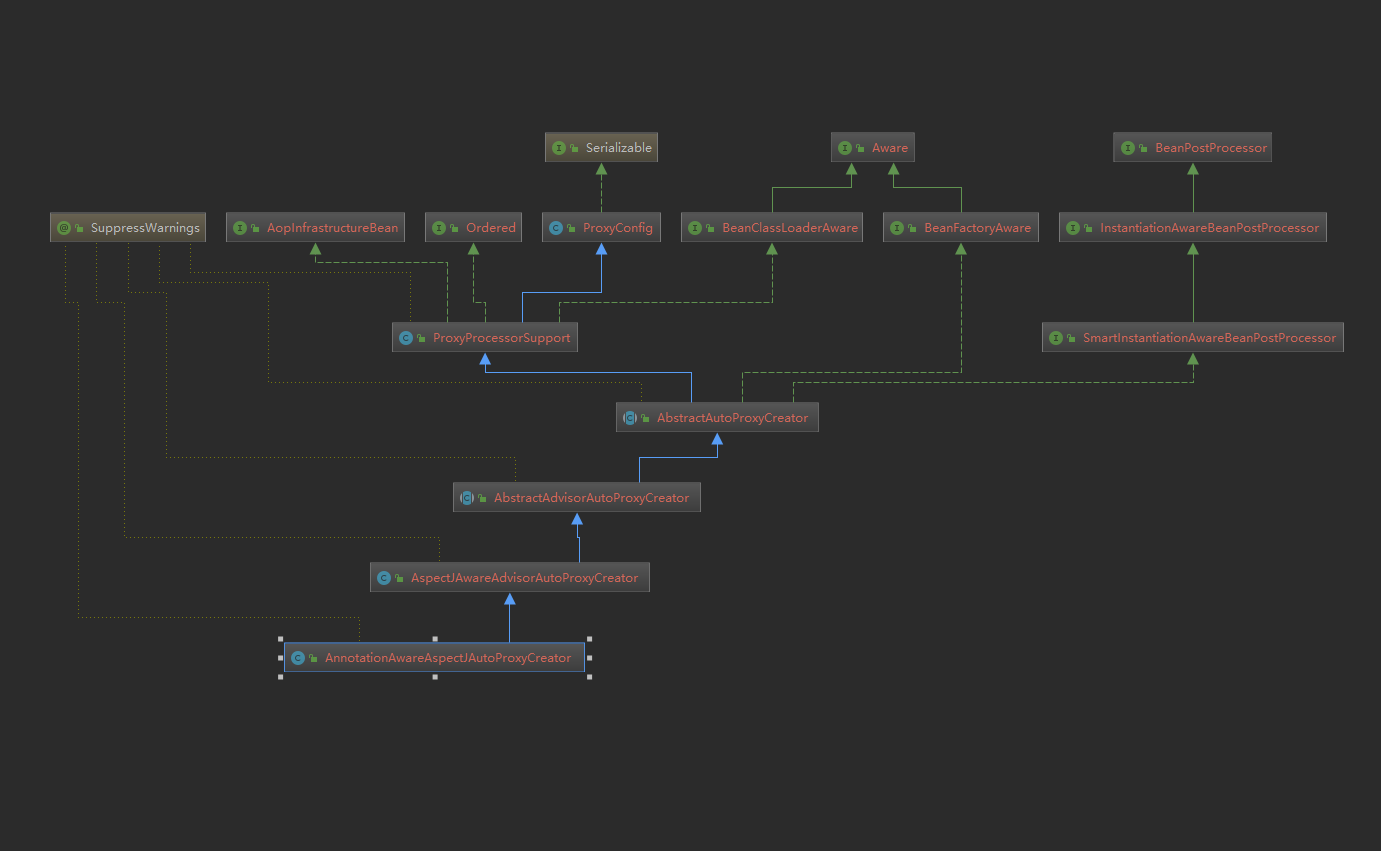 Serializable
Aware
BeanPostProcessor
SuppressWarnings
AopInfrastructureBean
Ordered
ProxyConfig
BeanClassLoaderAware
BeanFactoryAware
InstantiationAwareBeanPostProcessor
ProxyProcessorSupport
SmartInstantiationAwareBeanPostProcessor
AbstractAutoProxyCreator
AbstractAdvisorAutoProxyCreator
AspectJAwareAdvisorAutoProxyCreator
AnnotationAwareAspectJAutoProxyCreator